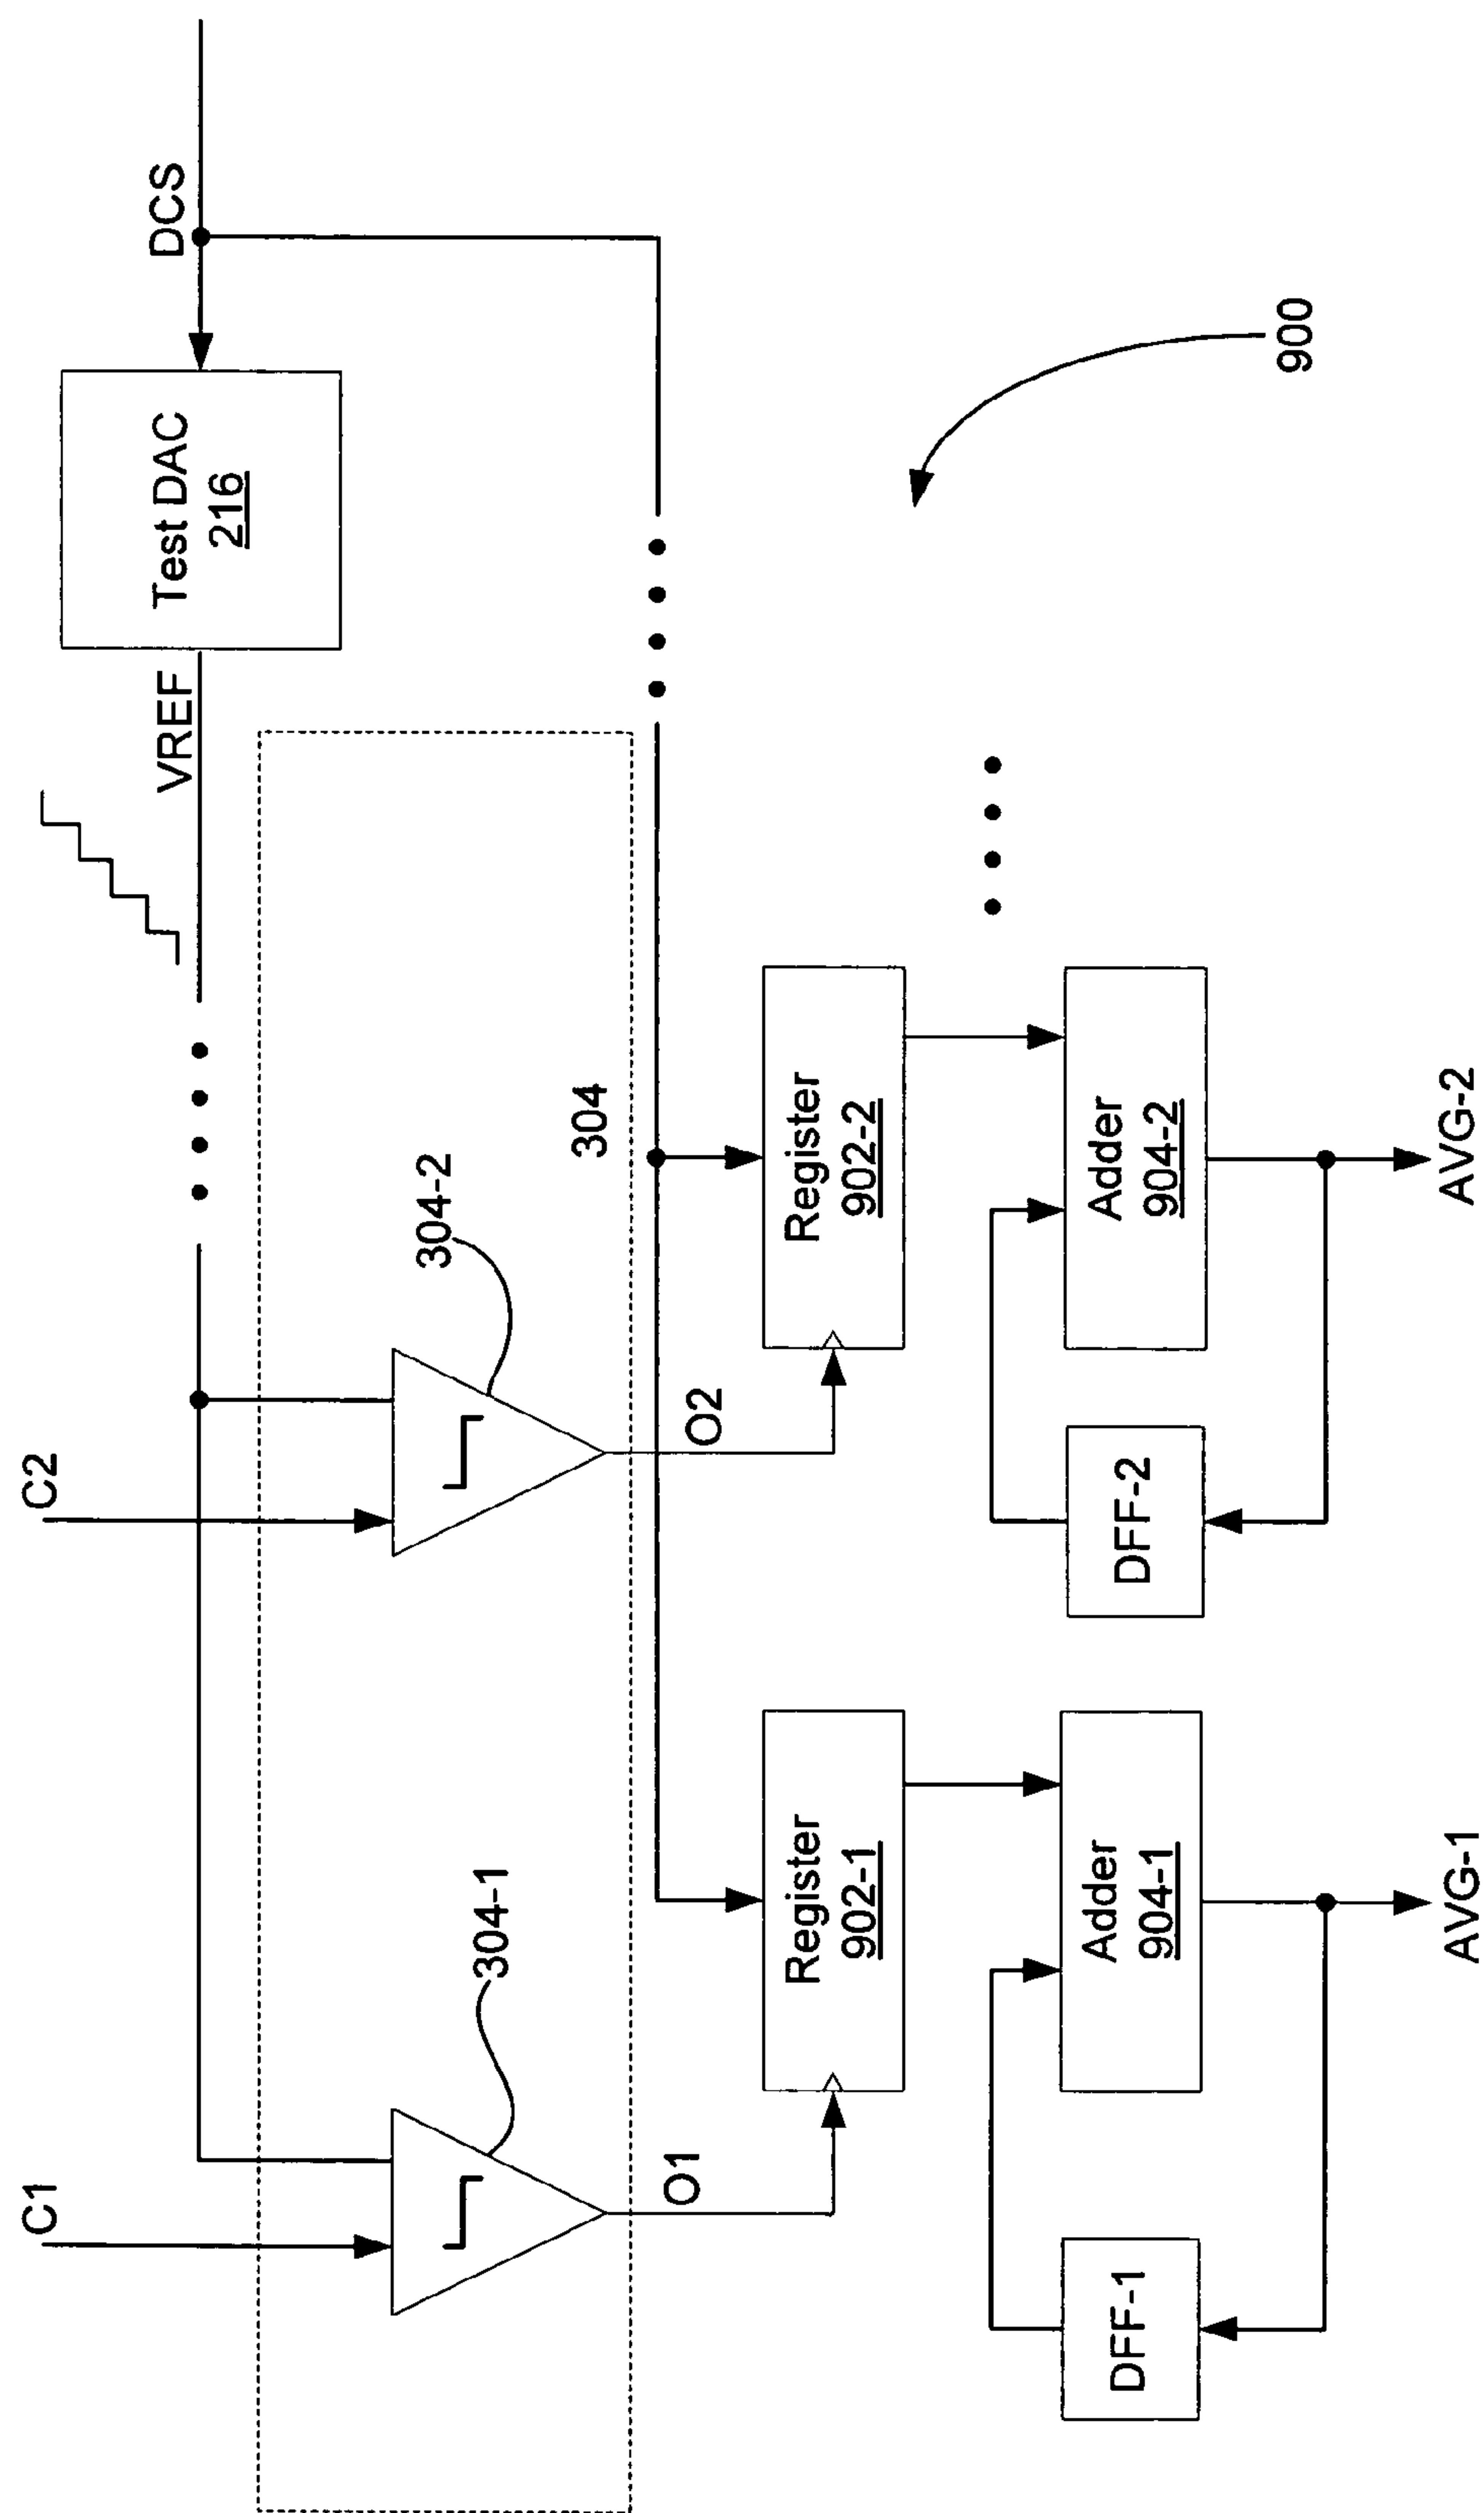 C1
C2
VREF
Test DAC
216
DCS
304-1
304-2
304
O1
O2
Register
902-1
Register
902-2
Adder
904-1
Adder
904-2
DFF-1
DFF-2
AVG-1
AVG-2
900